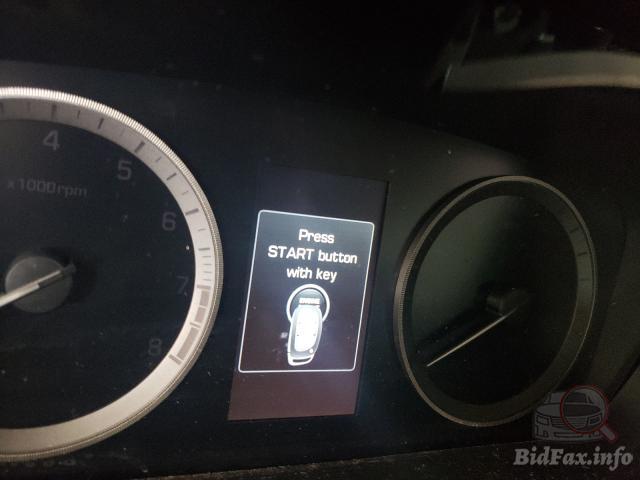 4
5
x1000rpm
6
7
8
Press
START button
with key
BidFax.info